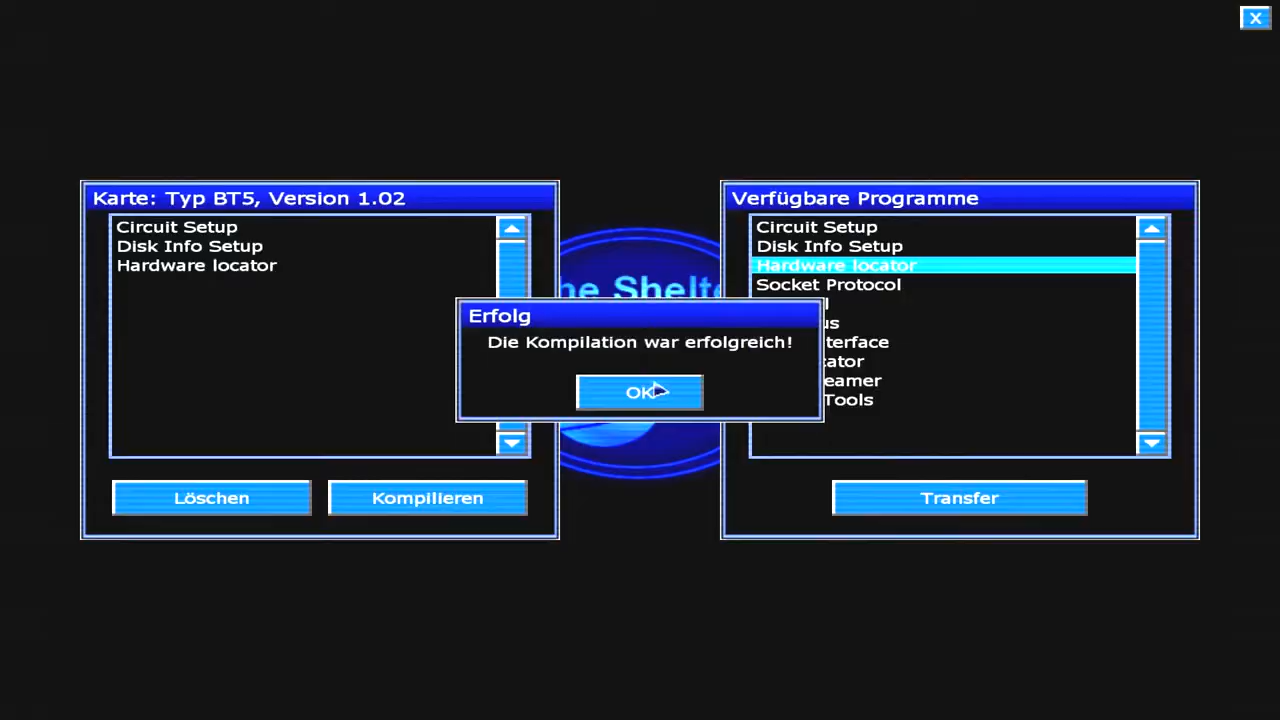 X
Karte: Typ BT5, Version 1.02
Circuit Setup
Disk Info Setup
Hardware locator
Löschen
Kompilieren
Erfolg
Die Kompilation war erfolgreich!
OK
Verfügbare Programme
Circuit Setup
Disk Info Setup
Hardware locator
Socket Protocol
Tools
Transfer